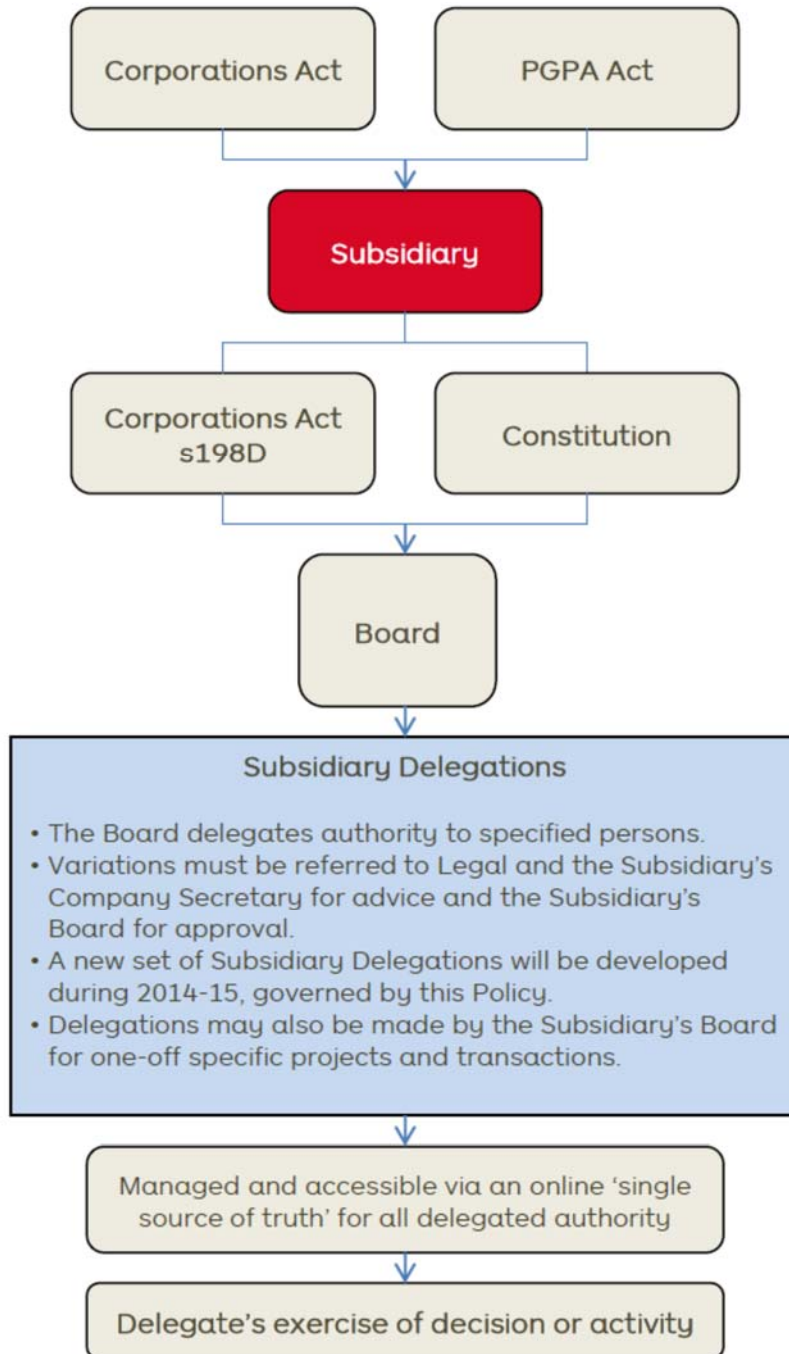 Corporations Act
PGPA Act
Subsidiary
Corporations Act
s198D
Constitution
Board
Subsidiary Delegations
• The Board delegates authority to specified persons.
• Variations must be referred to Legal and the Subsidiary's
Company Secretary for advice and the Subsidiary's
Board for approval.
• A new set of Subsidiary Delegations will be developed
during 2014-15, governed by this Policy.
• Delegations may also be made by the Subsidiary's Board
for one-off specific projects and transactions.
Managed and accessible via an online 'single
source of truth' for all delegated authority
Delegate's exercise of decision or activity